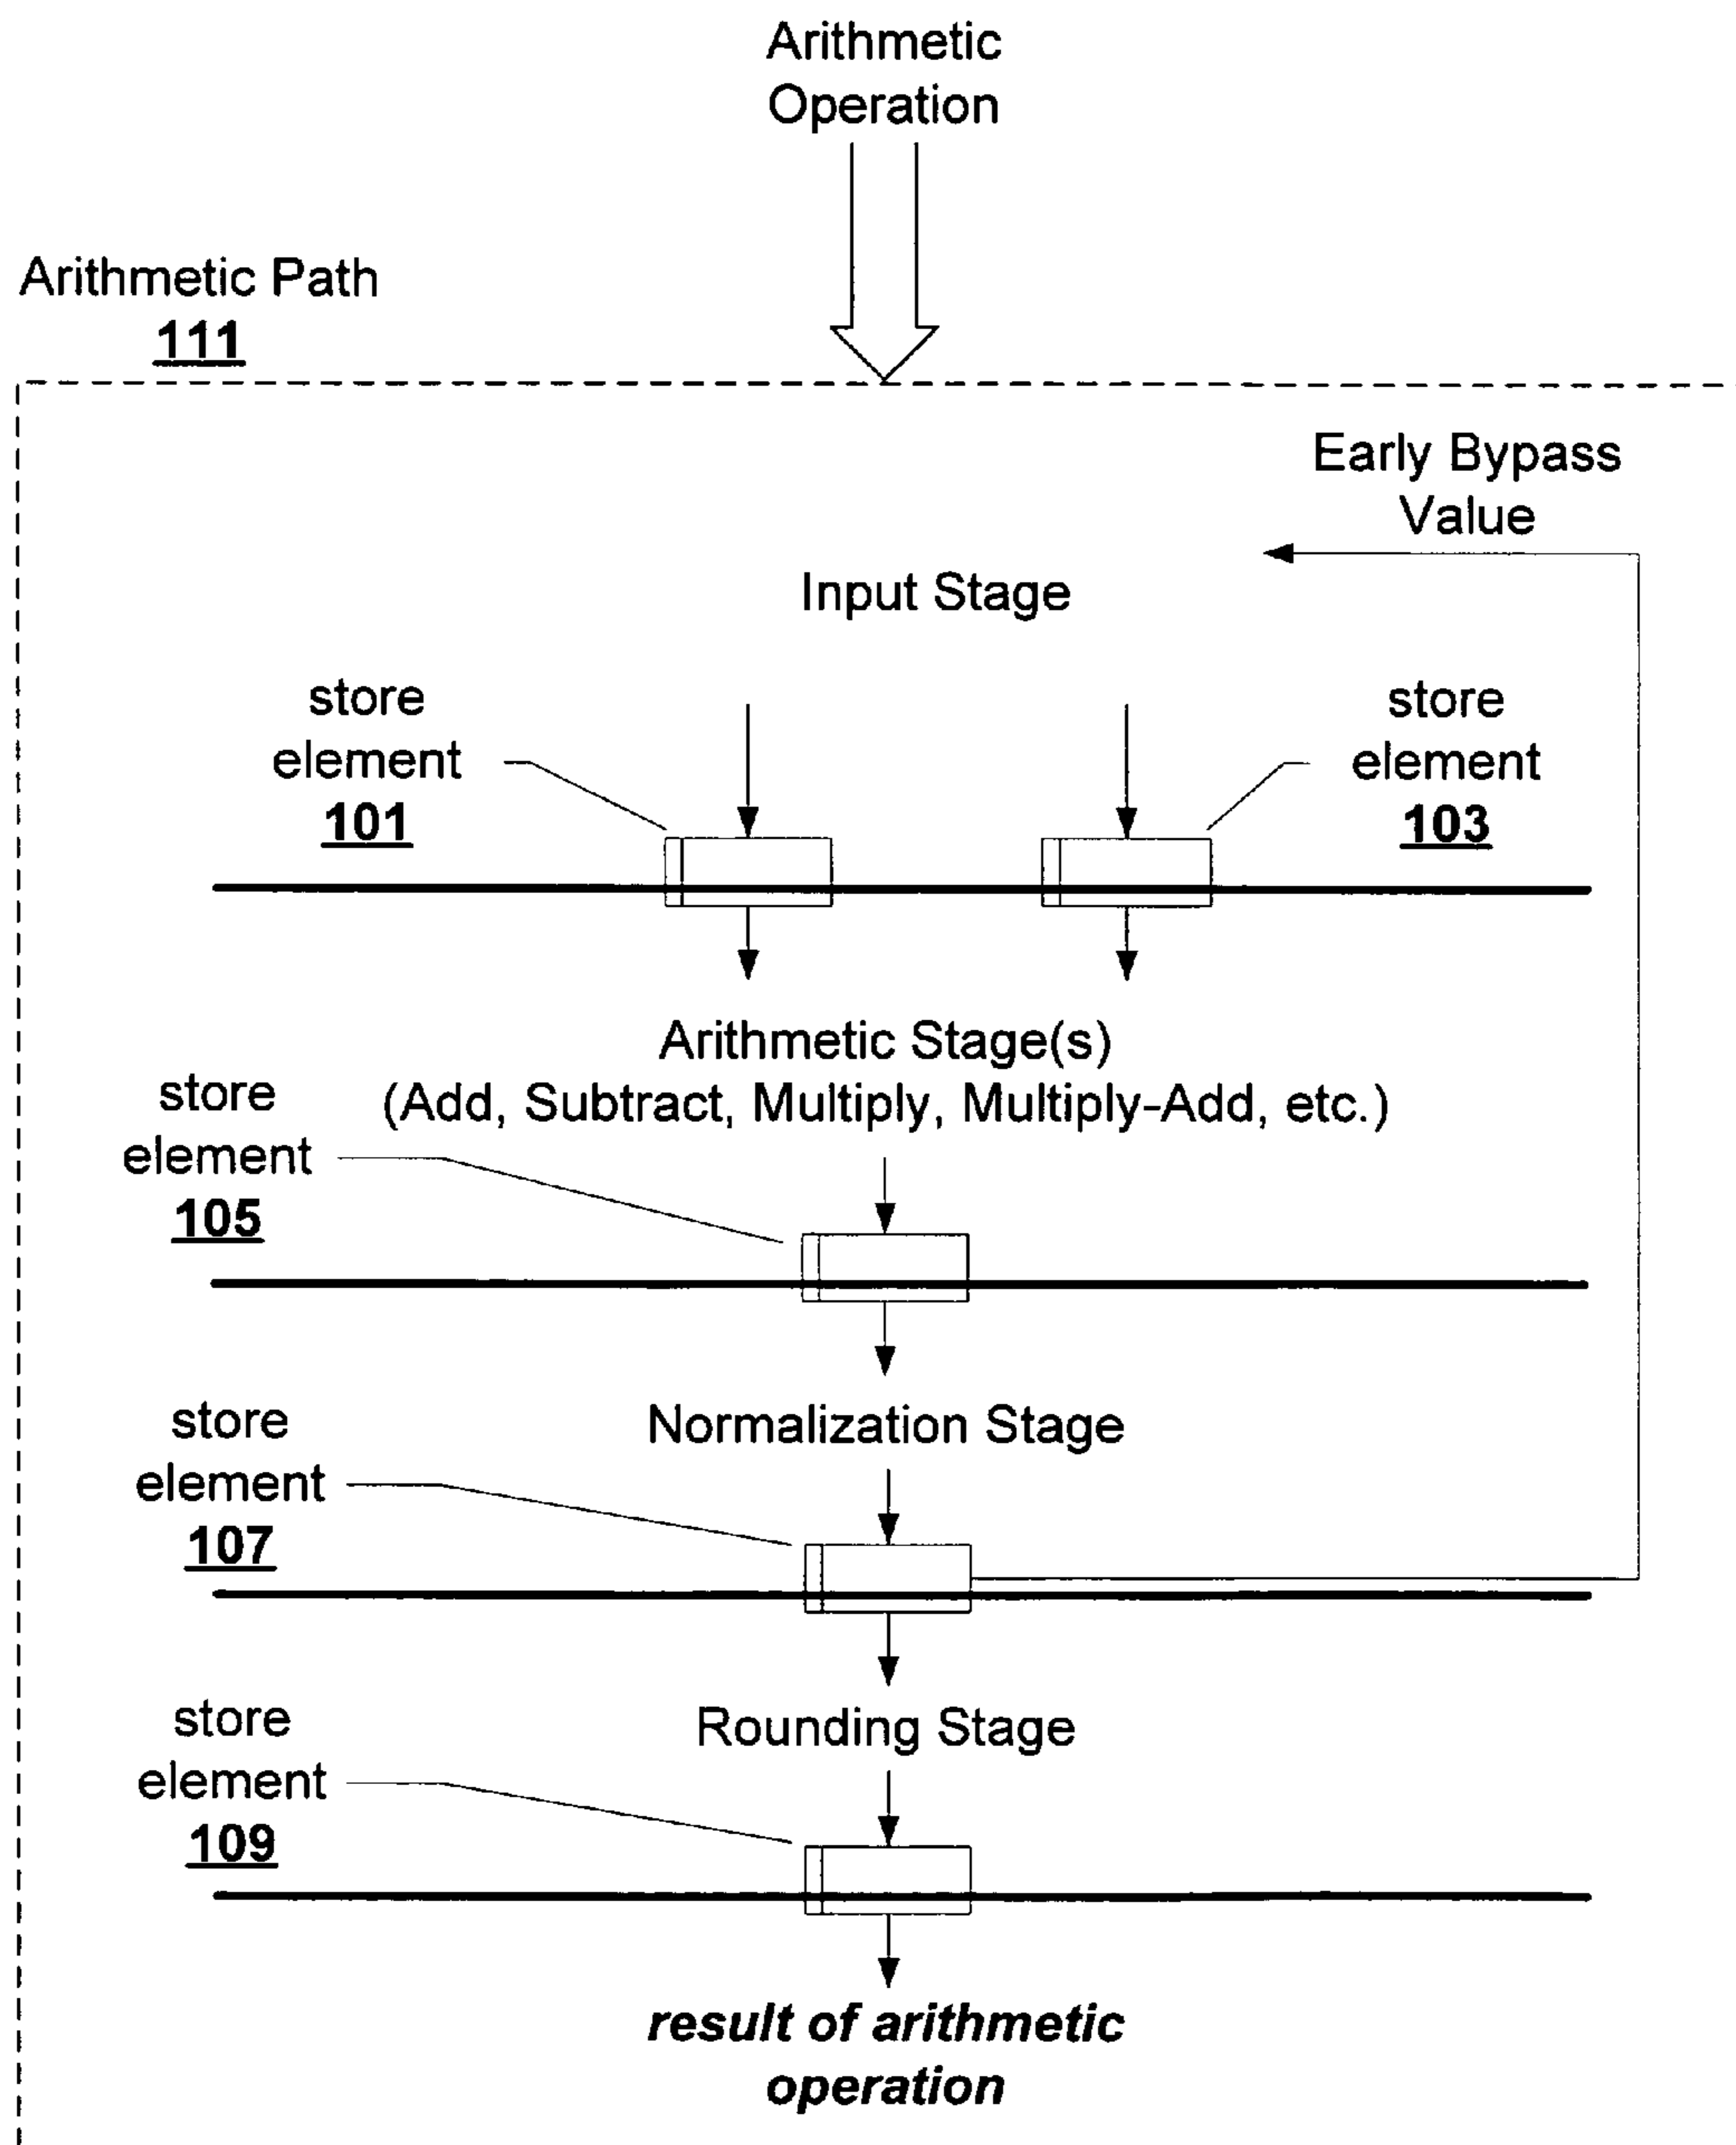 Arithmetic
Operation
Arithmetic Path
111
Early Bypass
Value
Input Stage
store
element
101
store
element
103
Arithmetic Stage(s)
(Add, Subtract, Multiply, Multiply-Add, etc.)
store
element
105
Normalization Stage
store
element
107
Rounding Stage
store
element
109
result of arithmetic
operation